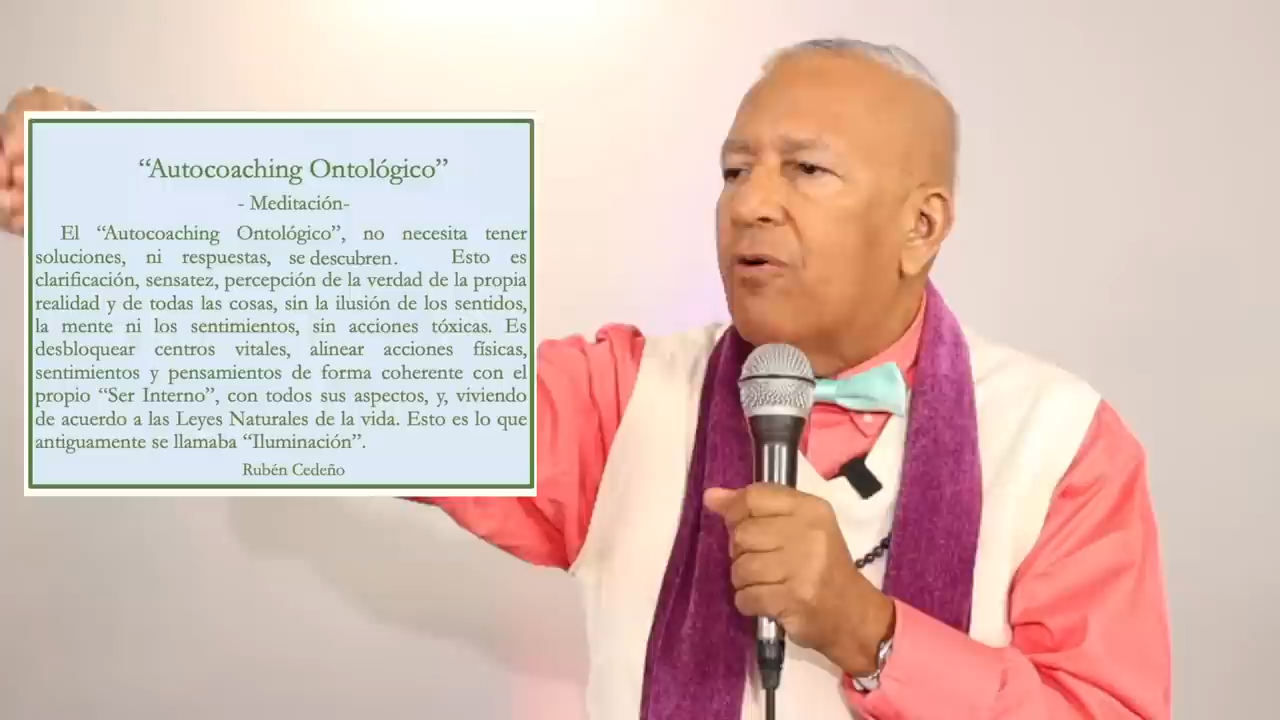 “Autocoaching Ontológico”
- Meditación-
El “Autocoaching Ontológico”, no necesita tener
soluciones, ni respuestas, se descubren. Esto es
clarificación, sensatez, percepción de la verdad de la propia
realidad y de todas las cosas, sin la ilusión de los sentidos,
la mente ni los sentimientos, sin acciones tóxicas. Es
desbloquear centros vitales, alinear acciones físicas,
sentimientos y pensamientos de forma coherente con el
propio “Ser Interno”, con todos sus aspectos, y, viviendo
de acuerdo a las Leyes Naturales de la vida. Esto es lo que
antiguamente se llamaba “Iluminación”.
Rubén Cedeño